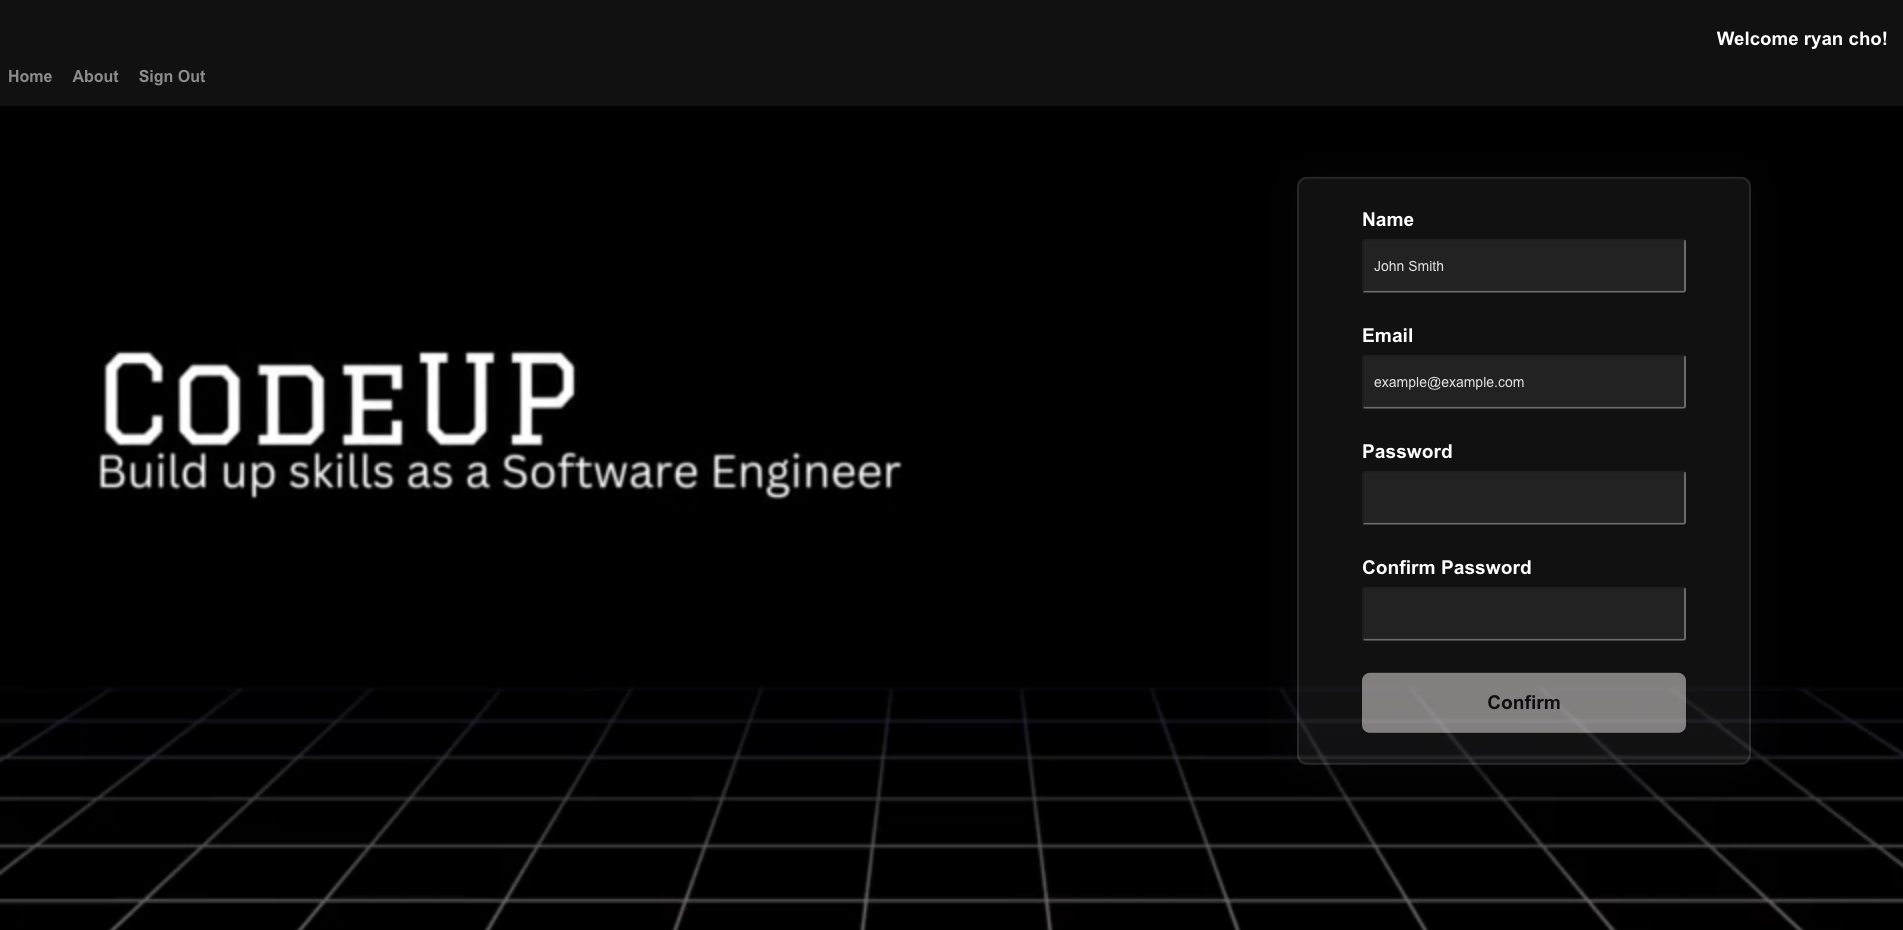 Welcome ryan cho!
Home About Sign Out
Name
John Smith
Email
example@example.com
Password
Confirm Password
Confirm
CODEUP
Build up skills as a Software Engineer